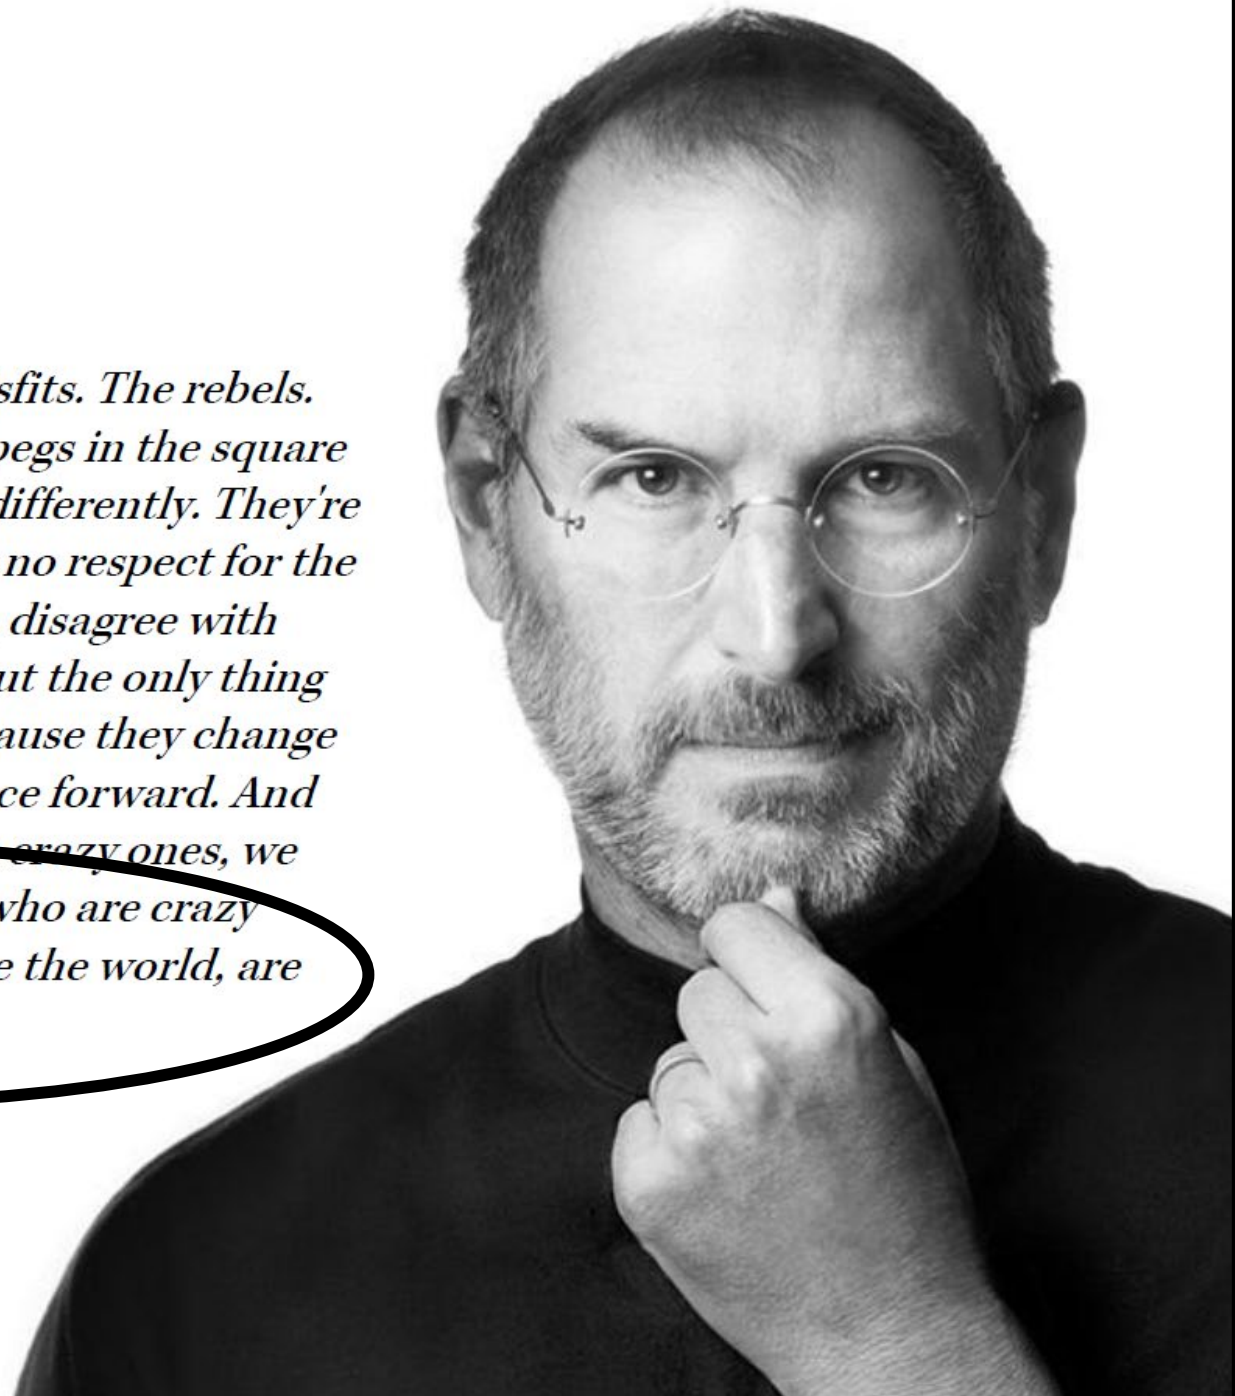 sfits. The rebels.
pegs in the square
differently. They're
no respect for the
disagree with
ut the only thing
ause they change
ce forward. And
crazy ones, we
who are crazy
e the world, are